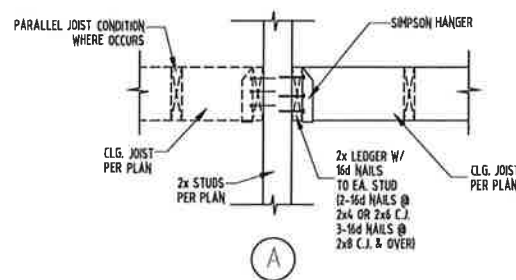 PARALLEL JOIST CONDITION
WHERE OCCURS
SIMPSON HANGER
CLG. JOIST
PER PLAN
2x STUDS
PER PLAN
2x LEDGER W/
16d NAILS
TO EA. STUD
(2-16d NAILS @
2x4 OR 2x6 C.J.
3-16d NAILS @
2x8 C.J. & OVER)
CLG. JOIST
PER PLAN
A